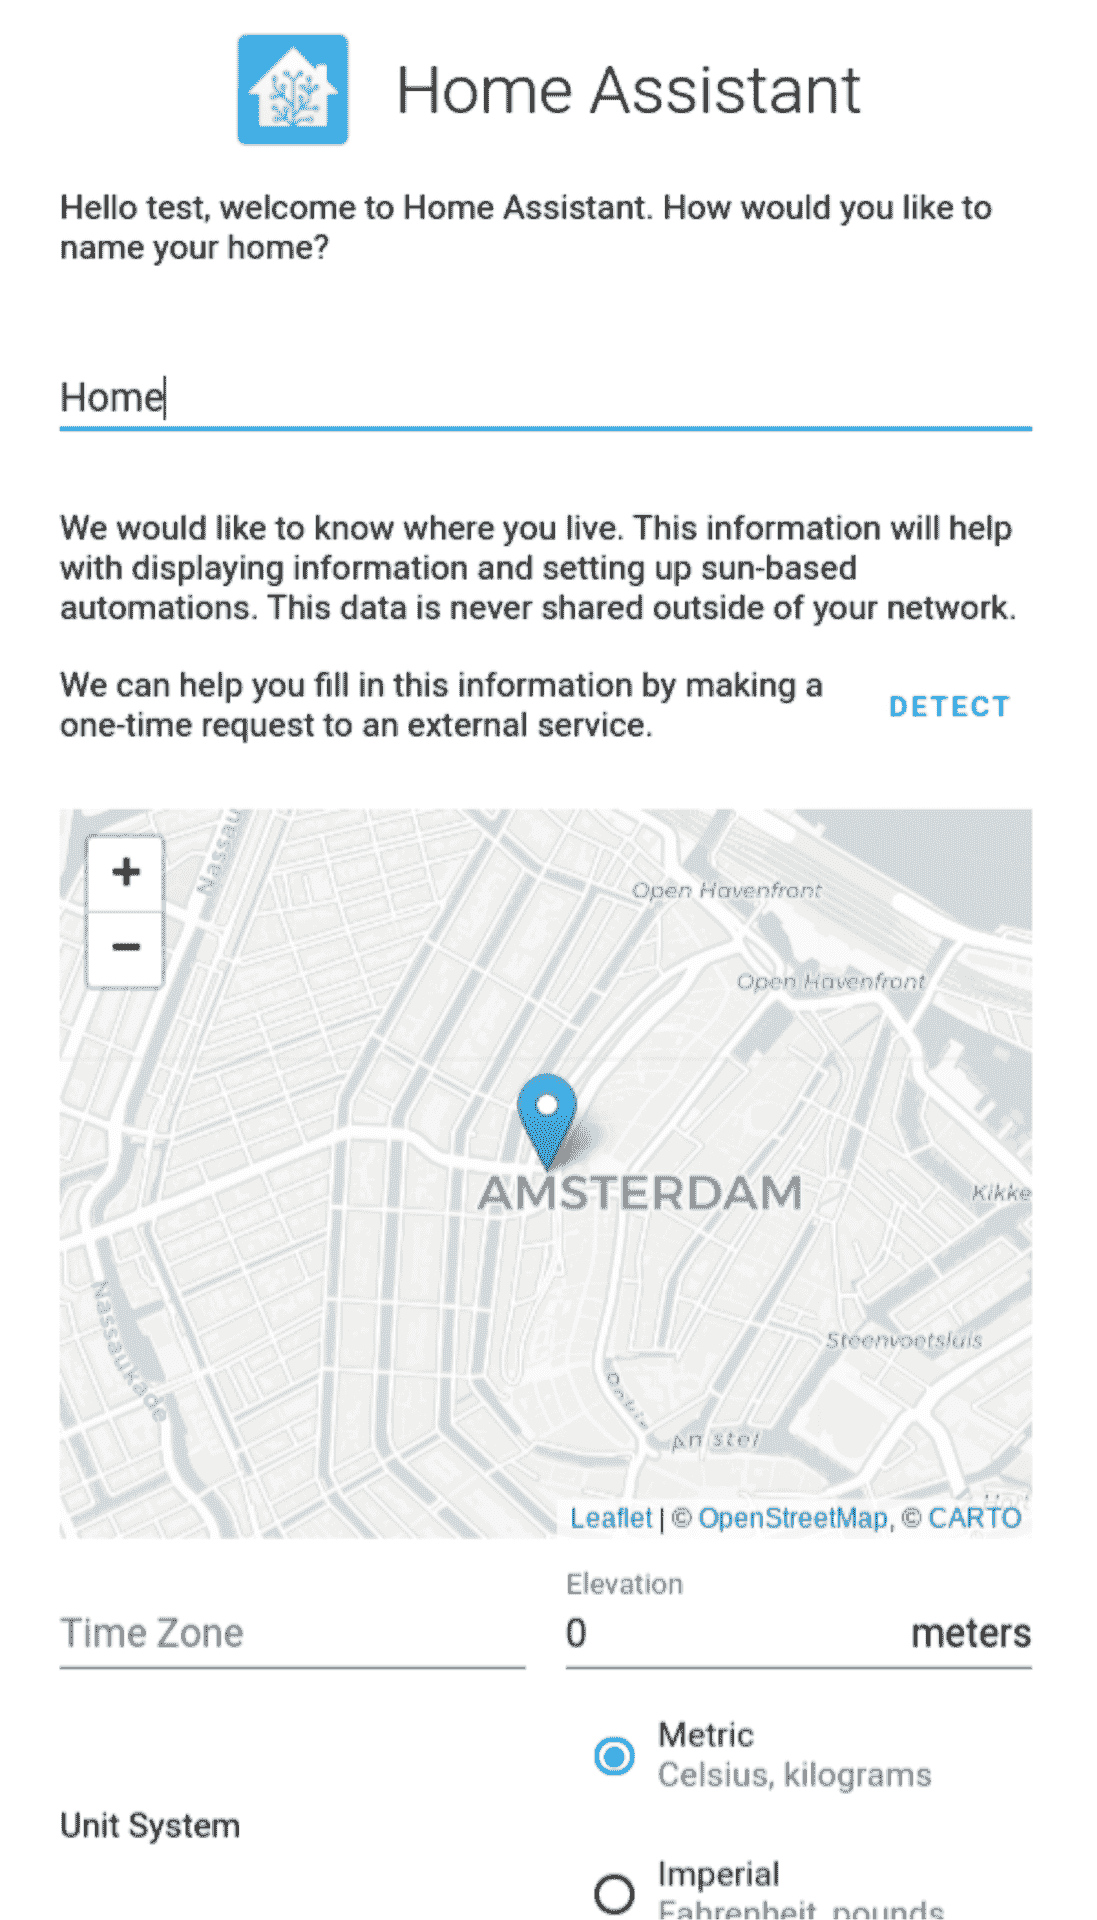 Home Assistant
Hello test, welcome to Home Assistant. How would you like to
name your home?
Home
We would like to know where you live. This information will help
with displaying information and setting up sun-based
automations. This data is never shared outside of your network.
We can help you fill in this information by making a
one-time request to an external service.
DETECT
+
−
Nassau
Open Havenfront
Open Havenfront
AMSTERDAM
Kikke
Nassaukade
Steenvoetsluis
Amstel
Leaflet | © OpenStreetMap, © CARTO
Elevation
Time Zone
0 meters
Metric
Celsius, kilograms
Unit System
Imperial
Fahrenheit, pounds